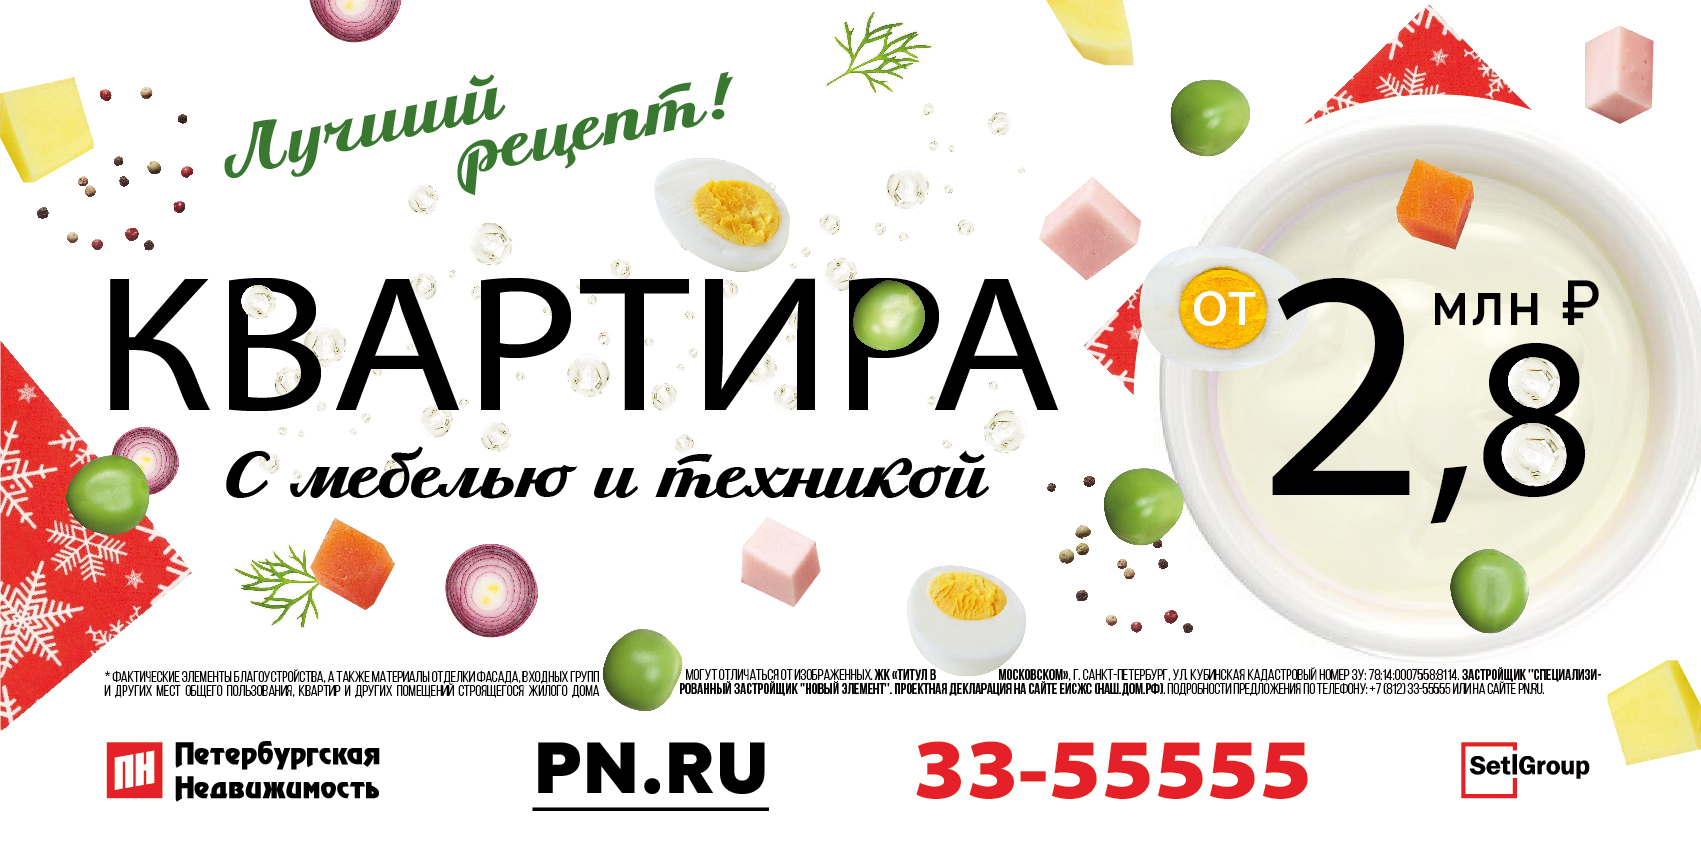 Лучший
рецепт!
КВАРТИРА
от 2,8 млн ₽
С мебелью и техникой
* ФАКТИЧЕСКИЕ ЭЛЕМЕНТЫ БЛАГОУСТРОЙСТВА, А ТАКЖЕ МАТЕРИАЛЫ ОТДЕЛКИ ФАСАДА, ВХОДНЫХ ГРУПП МОГУТ ОТЛИЧАТЬСЯ ОТ ИЗОБРАЖЕННЫХ. ЖК «ТИТУЛ В МОСКОВСКОМ», Г. САНКТ-ПЕТЕРБУРГ, УЛ. КУБИНСКАЯ КАДАСТРОВЫЙ НОМЕР ЗУ: 78:14:0007558:8114. ЗАСТРОЙЩИК "СПЕЦИАЛИЗИ-
И ДРУГИХ МЕСТ ОБЩЕГО ПОЛЬЗОВАНИЯ, КВАРТИР И ДРУГИХ ПОМЕЩЕНИЙ СТРОЯЩЕГОСЯ ЖИЛОГО ДОМА РОВАННЫЙ ЗАСТРОЙЩИК "НОВЫЙ ЭЛЕМЕНТ". ПРОЕКТНАЯ ДЕКЛАРАЦИЯ НА САЙТЕ ЕИСЖС (НАШ.ДОМ.РФ). ПОДРОБНОСТИ ПРЕДЛОЖЕНИЯ ПО ТЕЛЕФОНУ: +7 (812) 33-55555 ИЛИ НА САЙТЕ PN.RU.
ПН Петербургская
Недвижимость
PN.RU
33-55555
Setl Group